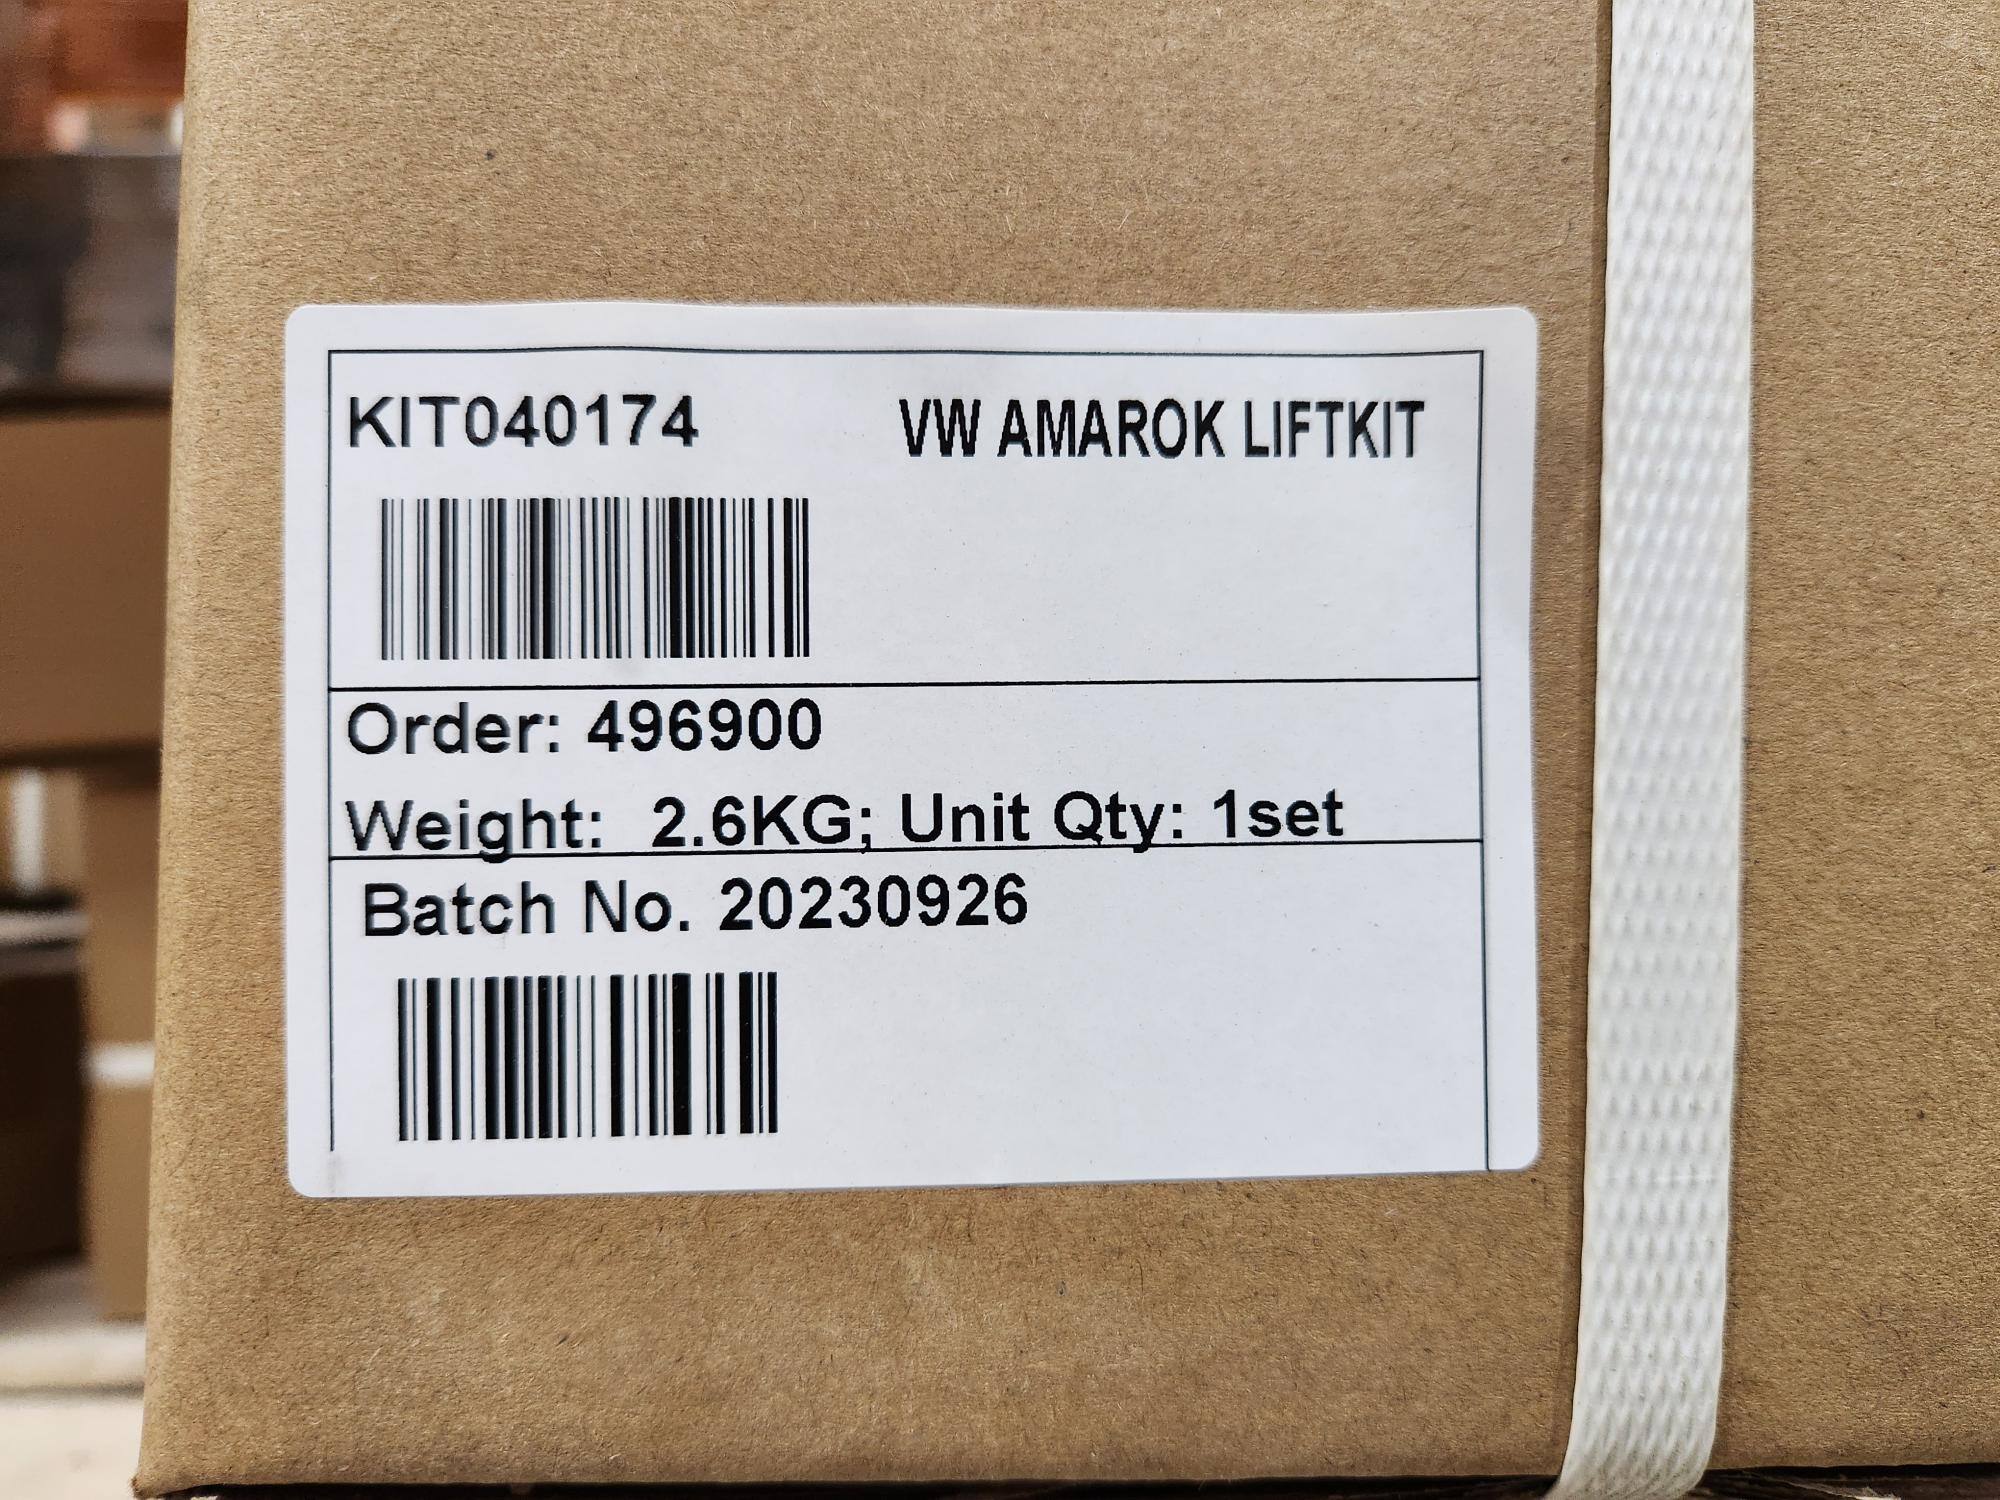 KIT040174 VW AMAROK LIFTKIT
Order: 496900
Weight: 2.6KG; Unit Qty: 1set
Batch No. 20230926